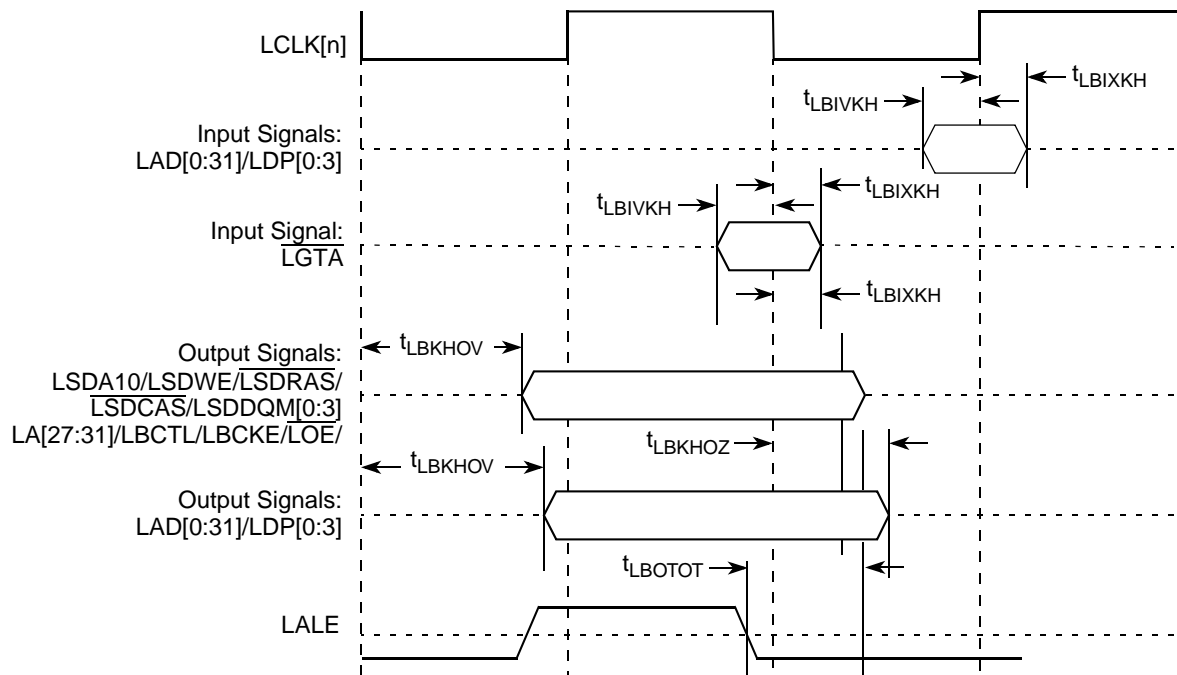 LCLK[n]
tLBIXKH
tLBIVKH
Input Signals:
LAD[0:31]/LDP[0:3]
tLBIXKH
tLBIVKH
Input Signal:
LGTA
tLBIXKH
tLBKHOV
Output Signals:
LSDA10/LSDWE/LSDRAS/
LSDCAS/LSDDQM[0:3]
LA[27:31]/LBCTL/LBCKE/LOE/
tLBKHOZ
tLBKHOV
Output Signals:
LAD[0:31]/LDP[0:3]
tLBOTOT
LALE